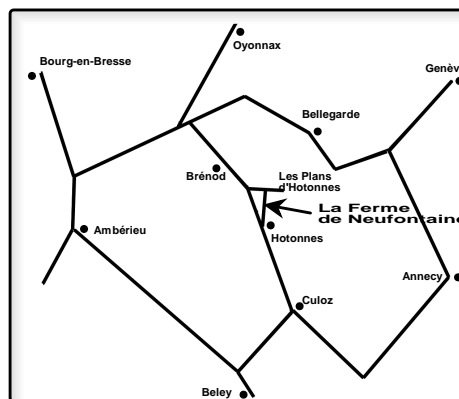 Oyonnax
Bourg-en-Bresse
Genèv
Bellegarde
Brénod
Les Plans
d'Hotonnes
La Ferme
de Neufontaine
Ambérieu
Hotonnes
Annecy
Culoz
Beley